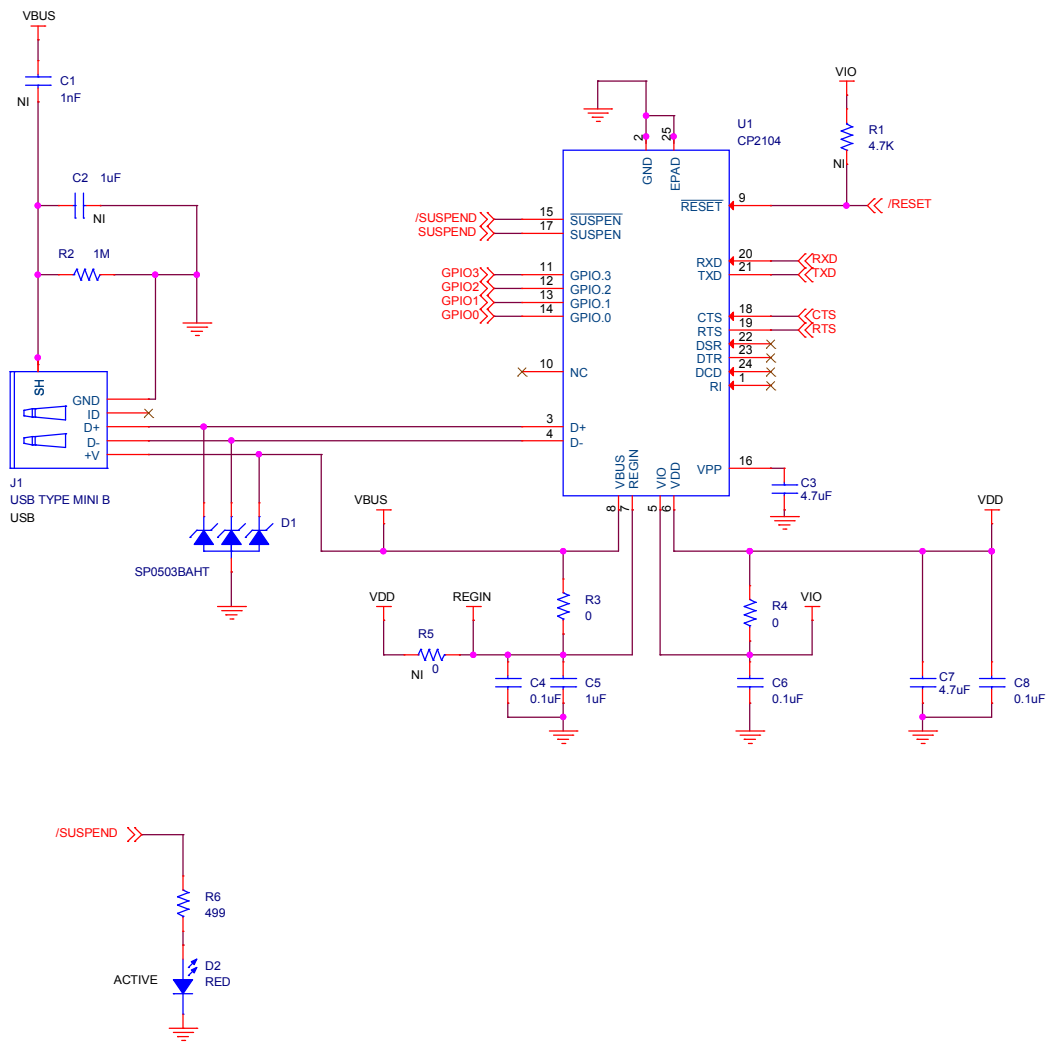 VBUS
C1
1nF
NI
C2 1uF
NI
R2 1M
SH
GND
ID
D+
D-
+V
J1
USB TYPE MINI B
USB
D1
SP0503BAHT
U1
CP2104
2
25
GND
EPAD
VIO
R1
4.7K
NI
RESET
9
/RESET
/SUSPEND
15
SUSPEN
SUSPEND
17
SUSPEN
GPIO3
11
GPIO.3
GPIO2
12
GPIO.2
GPIO1
13
GPIO.1
GPIO0
14
GPIO.0
10
NC
3
D+
4
D-
RXD
20
RXD
TXD
21
TXD
CTS
18
CTS
RTS
19
RTS
DSR
22
DTR
23
DCD
24
RI
1
VPP
16
C3
4.7uF
VBUS
REGIN
VIO
VDD
8
7
5
6
VBUS
VDD
VDD
REGIN
R3
0
R4
0
VIO
R5
0
NI
C4
0.1uF
C5
1uF
C6
0.1uF
C7
4.7uF
C8
0.1uF
/SUSPEND
R6
499
D2
RED
ACTIVE